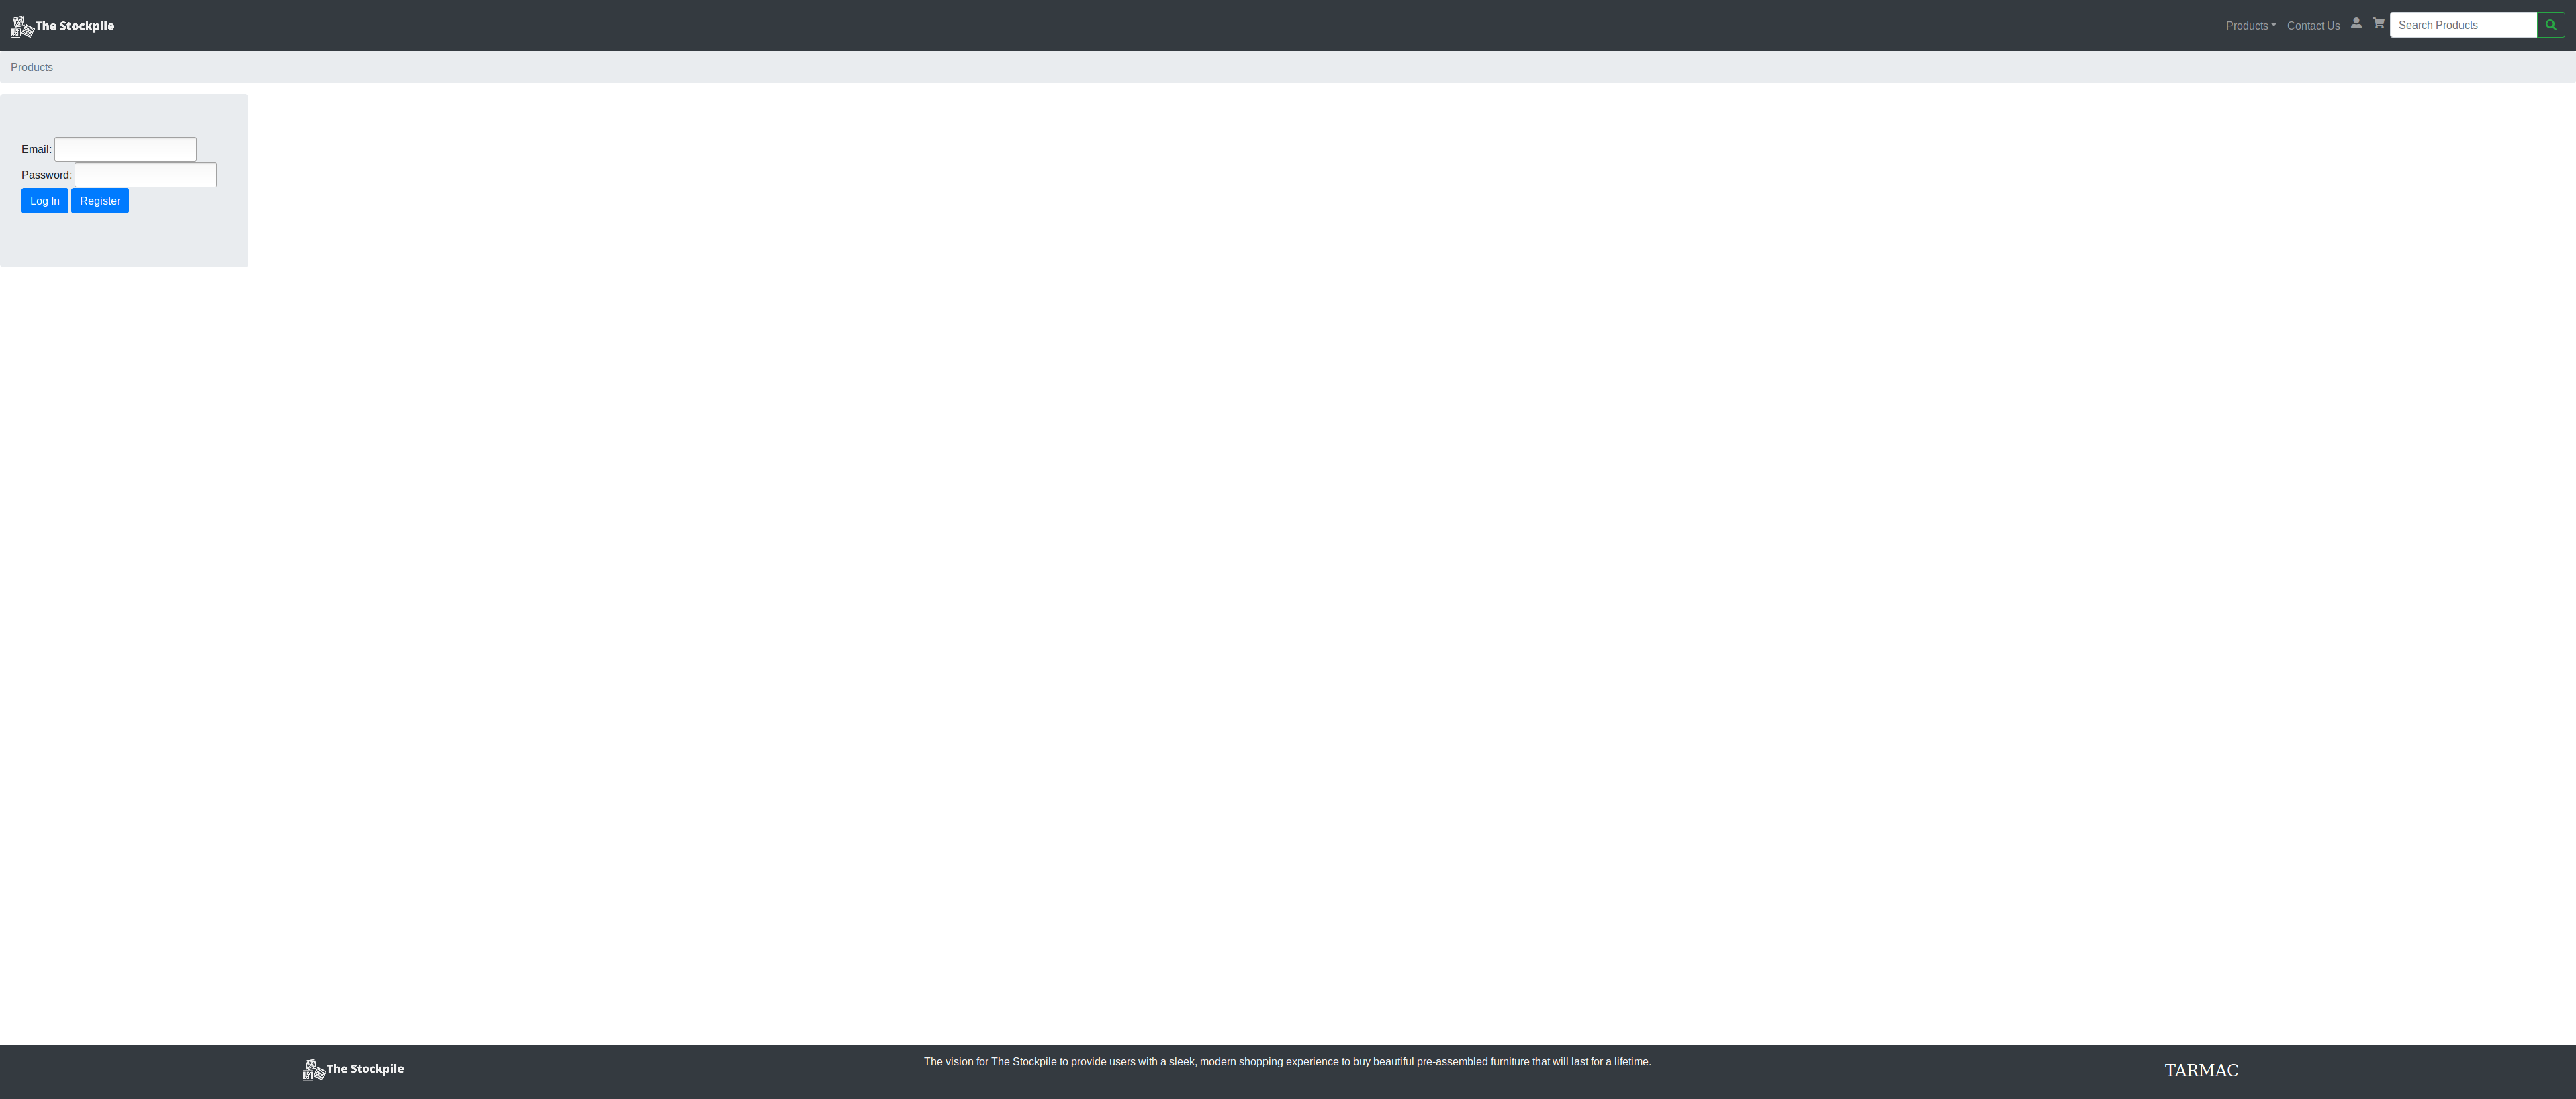 The Stockpile
Products
Contact Us
Search Products
Products
Email:
Password:
Log In
Register
The Stockpile
The vision for The Stockpile to provide users with a sleek, modern shopping experience to buy beautiful pre-assembled furniture that will last for a lifetime.
TARMAC